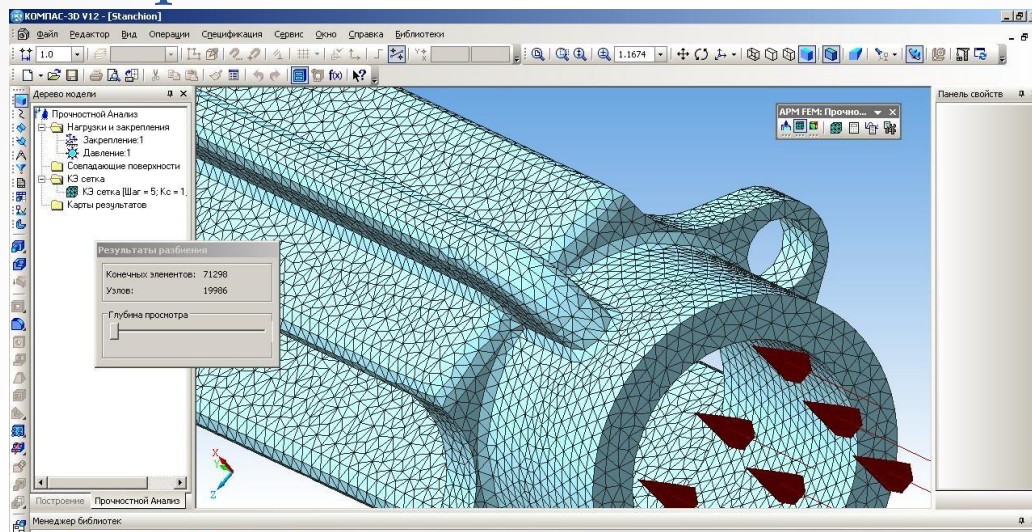 КОМПАС-3D V12 - [Stanchion]
Файл Редактор Вид Операции Спецификация Сервис Окно Справка Библиотеки
1.0
1.1674
f(x)
Дерево модели
Панель свойств
Прочностной Анализ
Нагрузки и закрепления
Закрепление:1
Давление:1
Совпадающие поверхности
КЭ сетка
КЭ сетка [Шаг = 5; Кс = 1,
Карты результатов
APM FEM: Прочно...
Результаты разбиения
Конечных элементов: 71298
Узлов: 19986
Глубина просмотра
X
Y
Z
Построение Прочностной Анализ
Менеджер библиотек